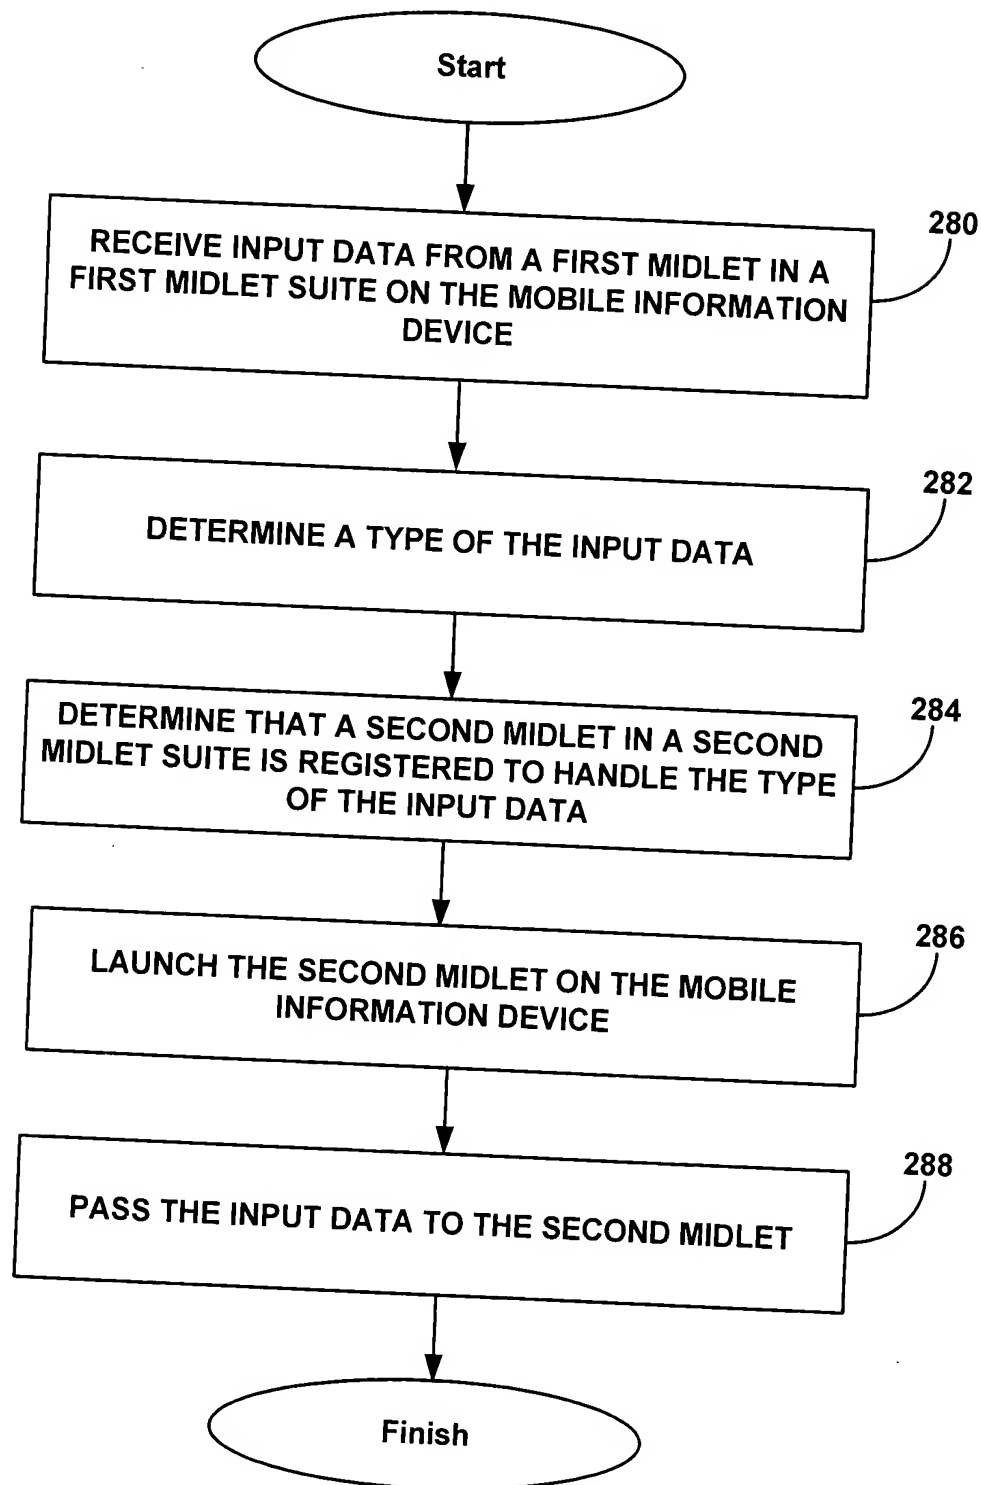 Start
280
RECEIVE INPUT DATA FROM A FIRST MIDLET IN A
FIRST MIDLET SUITE ON THE MOBILE INFORMATION
DEVICE
282
DETERMINE A TYPE OF THE INPUT DATA
284
DETERMINE THAT A SECOND MIDLET IN A SECOND
MIDLET SUITE IS REGISTERED TO HANDLE THE TYPE
OF THE INPUT DATA
286
LAUNCH THE SECOND MIDLET ON THE MOBILE
INFORMATION DEVICE
288
PASS THE INPUT DATA TO THE SECOND MIDLET
Finish